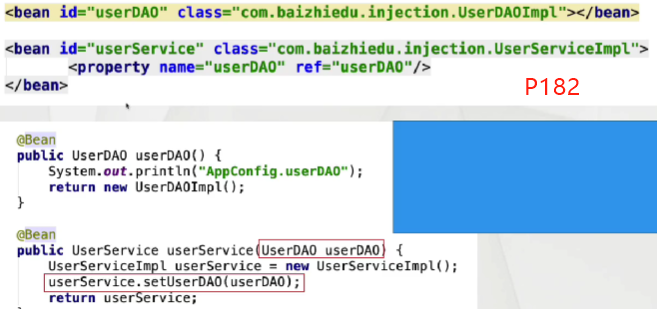 <bean id="userDAO" class="com.baizhiedu.injection.UserDAOImpl"></bean>
<bean id="userService" class="com.baizhiedu.injection.UserServiceImpl">
<property name="userDAO" ref="userDAO"/>
</bean>
P182
@Bean
public UserDAO userDAO() {
System.out.println("AppConfig.userDAO");
return new UserDAOImpl();
}
@Bean
public UserService userService(UserDAO userDAO) {
UserServiceImpl userService = new UserServiceImpl();
userService.setUserDAO(userDAO);
return userService;